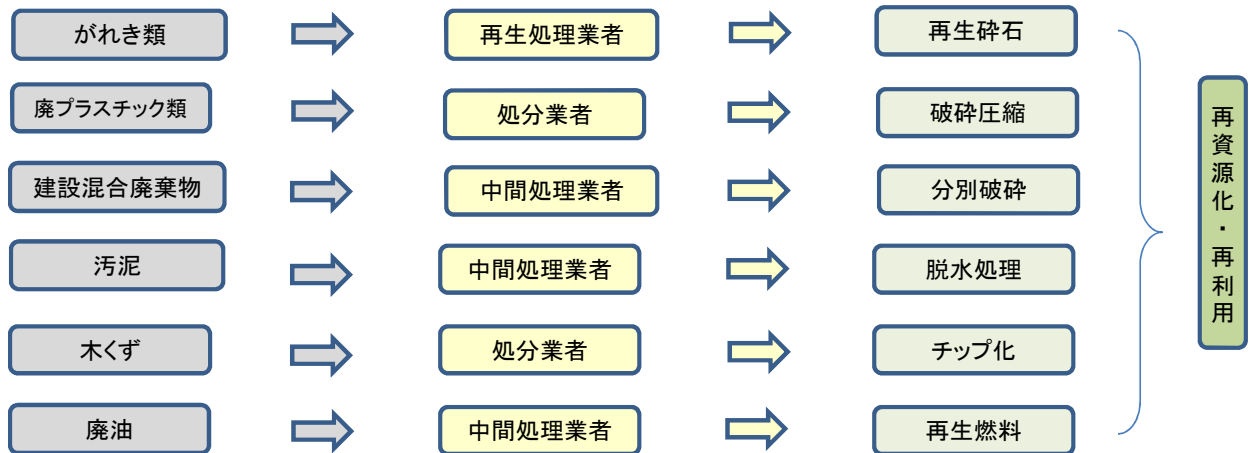 がれき類
再生処理業者
再生砕石
廃プラスチック類
処分業者
破砕圧縮
建設混合廃棄物
中間処理業者
分別破砕
汚泥
中間処理業者
脱水処理
木くず
処分業者
チップ化
廃油
中間処理業者
再生燃料
再資源化・再利用